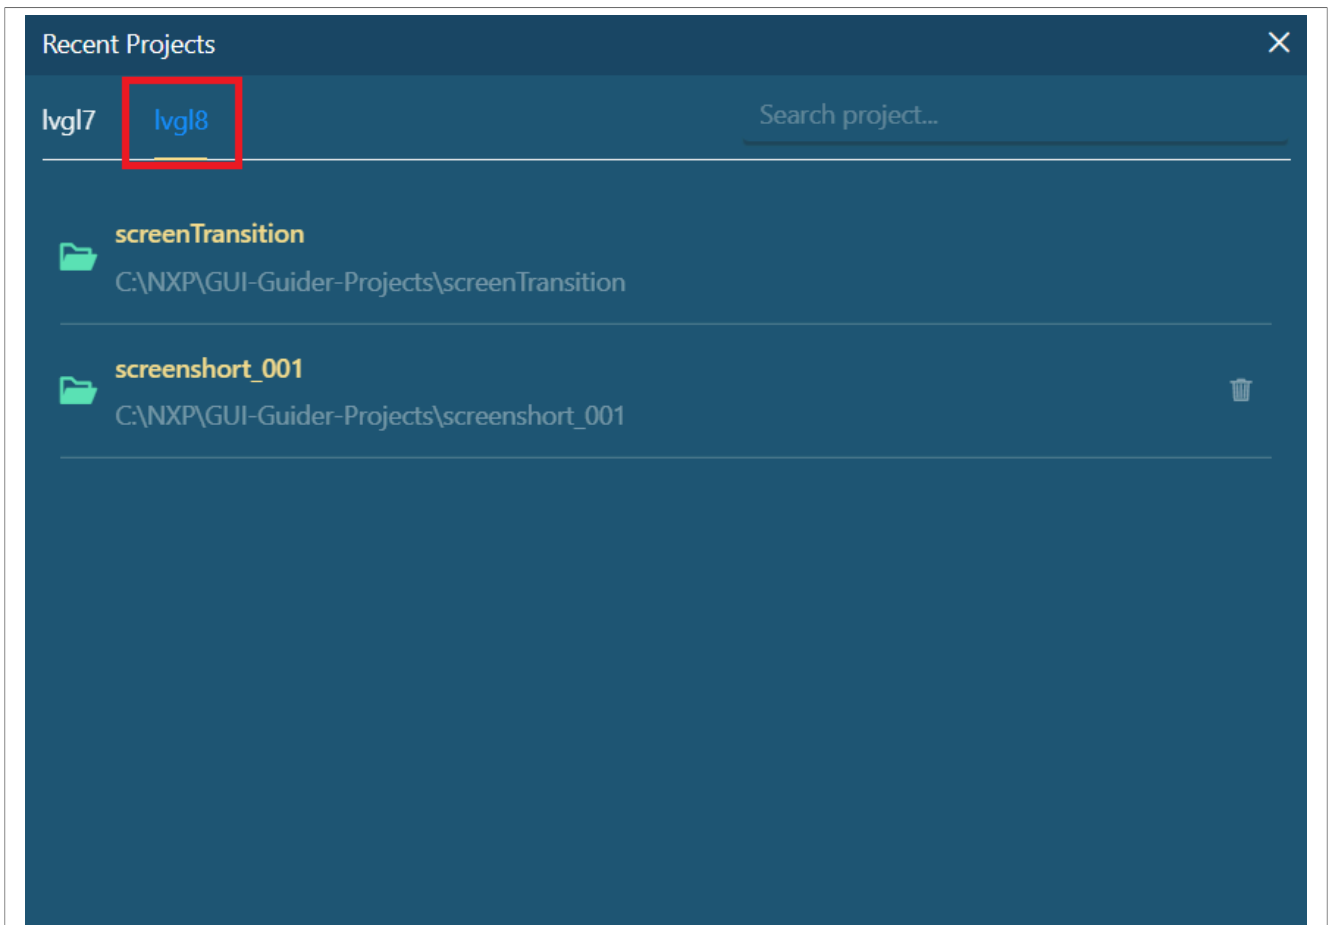 Recent Projects
lvgl7 lvgl8 Search project...
screenTransition
C:\NXP\GUI-Guider-Projects\screenTransition
screenshort_001
C:\NXP\GUI-Guider-Projects\screenshort_001